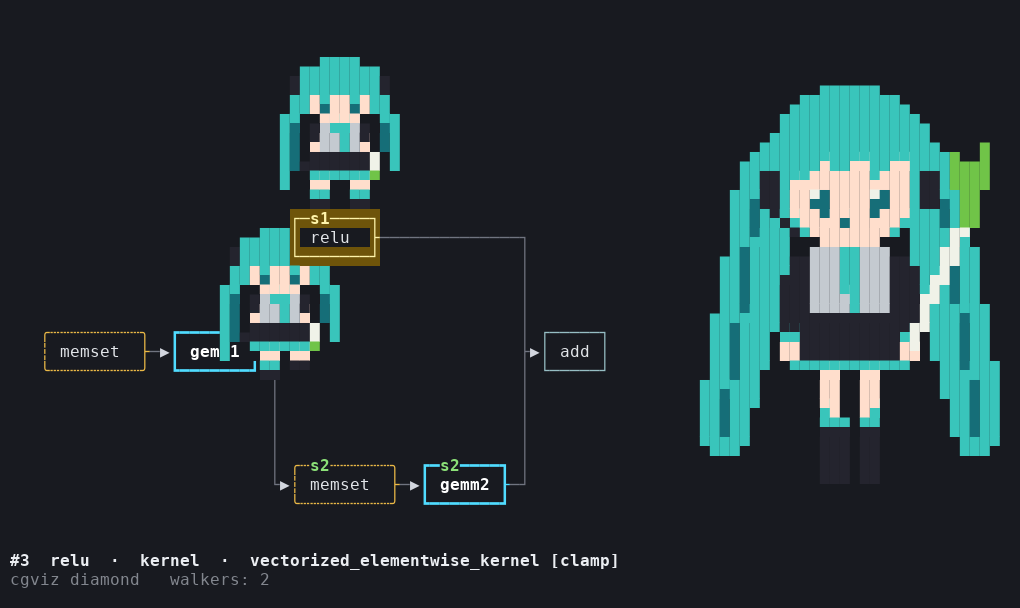 s1
relu
memset
gem 1
add
s2
memset
s2
gemm2
#3 relu · kernel · vectorized_elementwise_kernel [clamp]
cgviz diamond walkers: 2